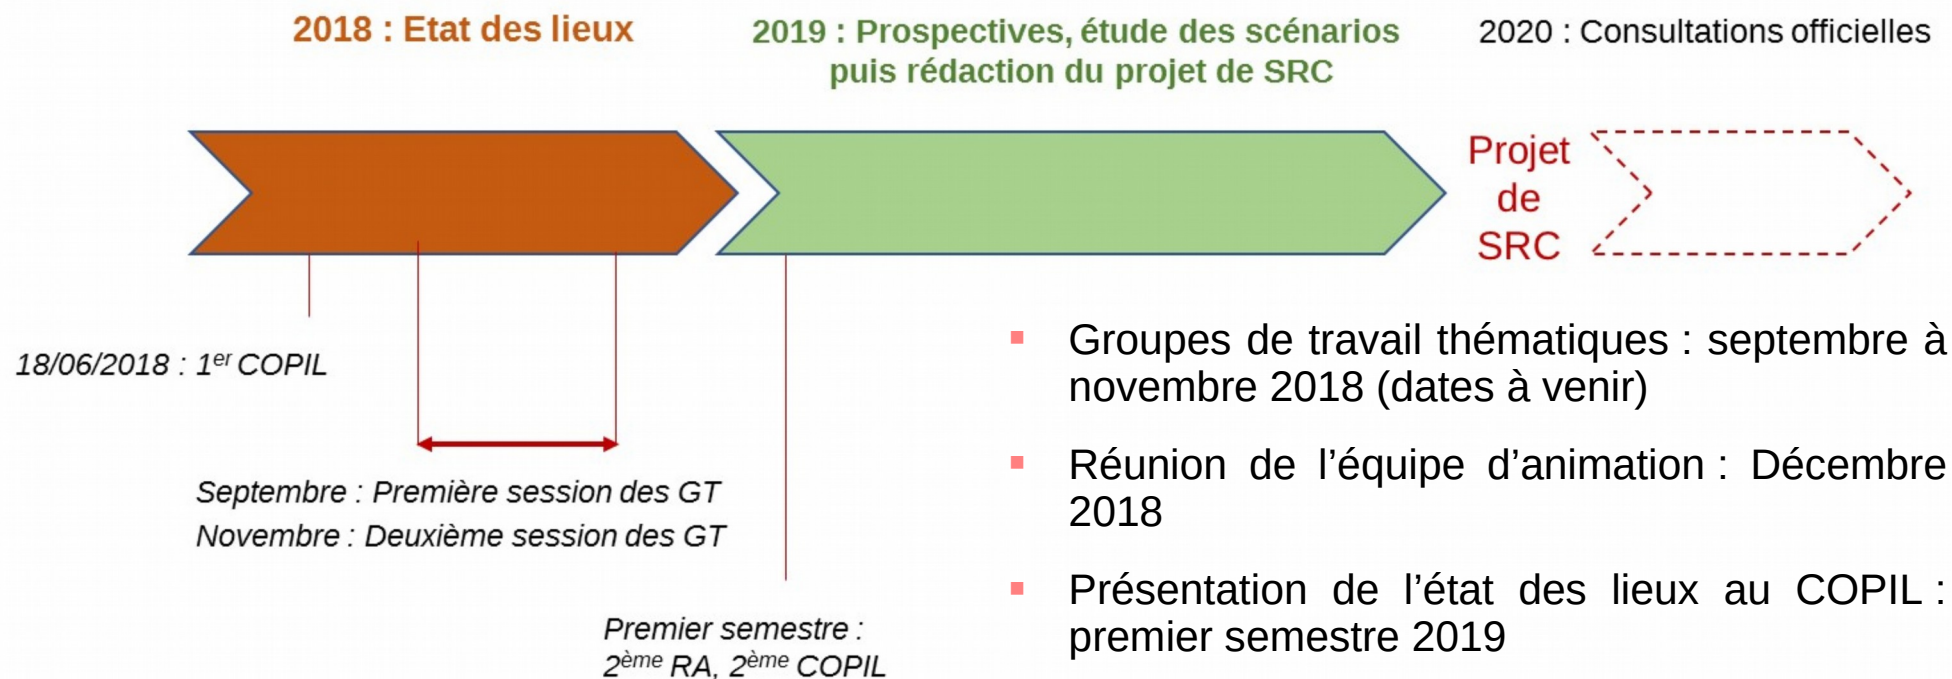 2018 : Etat des lieux
2019 : Prospectives, étude des scénarios
puis rédaction du projet de SRC
2020 : Consultations officielles
Projet
de
SRC
18/06/2018 : 1er COPIL
Septembre : Première session des GT
Novembre : Deuxième session des GT
Premier semestre :
2ème RA, 2ème COPIL
▪ Groupes de travail thématiques : septembre à
novembre 2018 (dates à venir)
▪ Réunion de l’équipe d’animation : Décembre
2018
▪ Présentation de l’état des lieux au COPIL :
premier semestre 2019